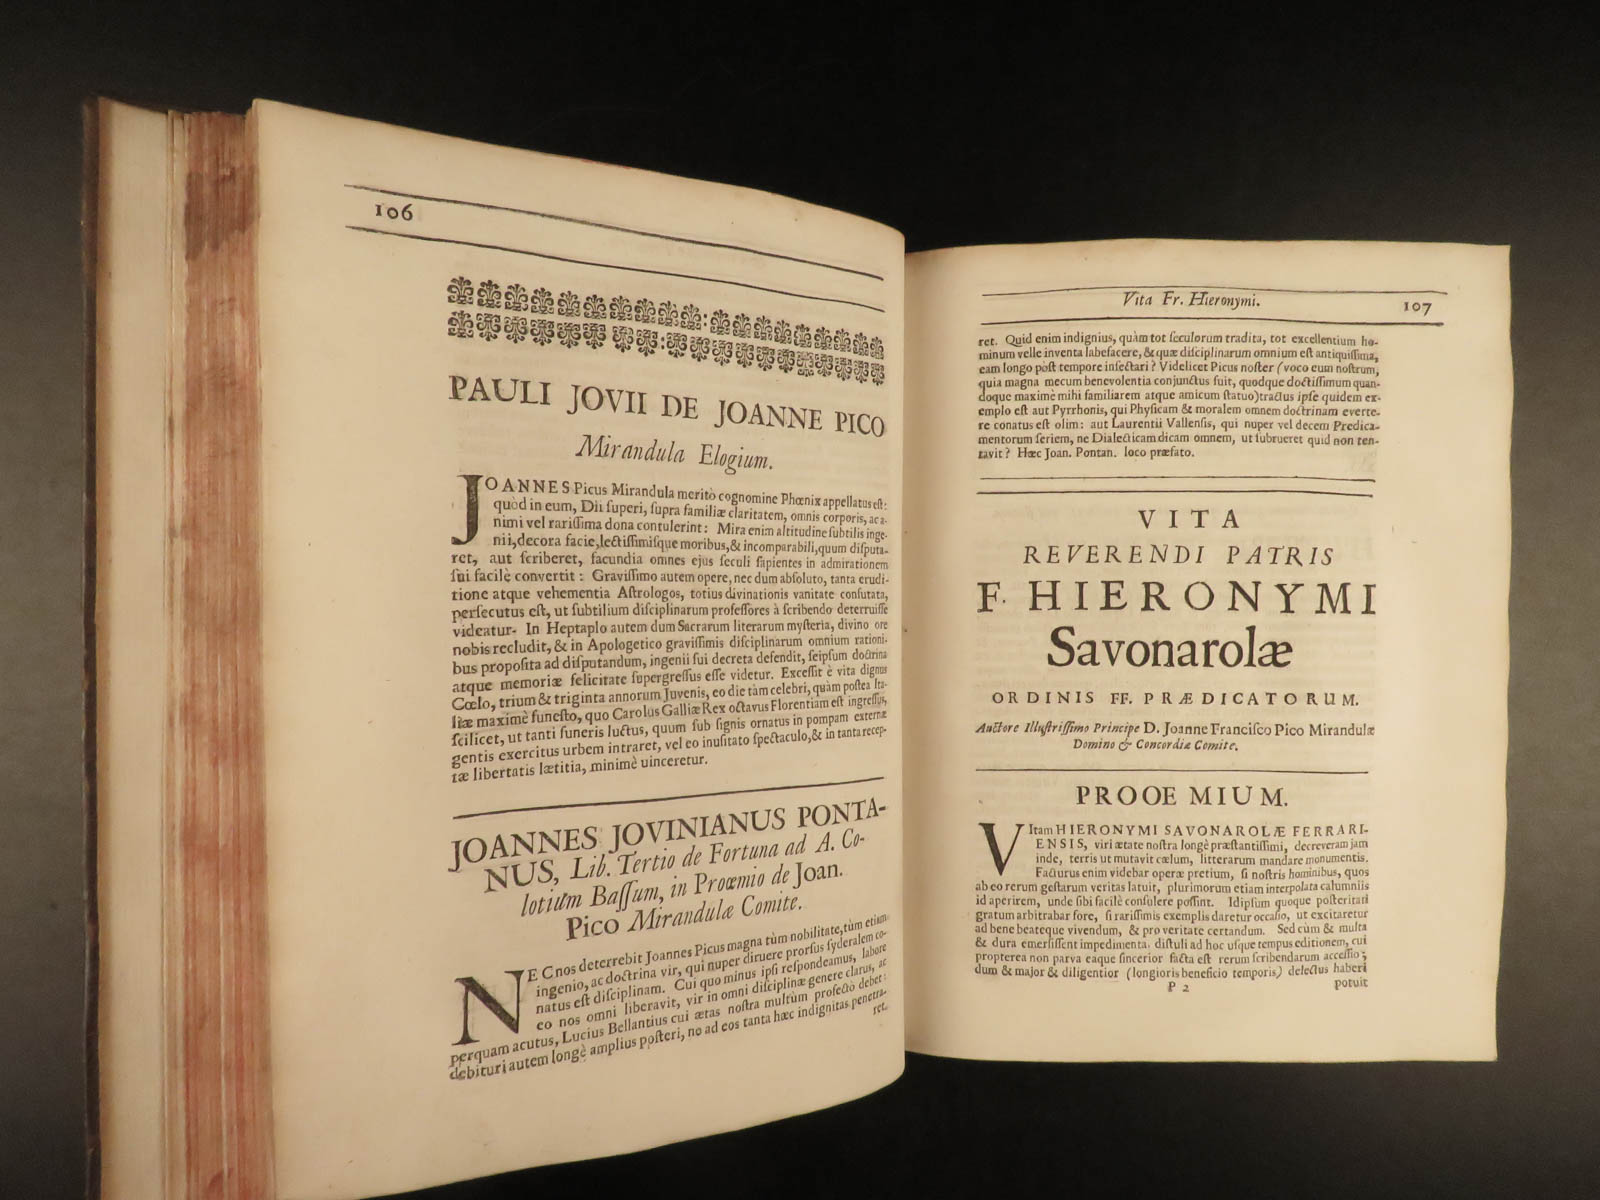 106
PAULI JOVII DE JOANNE PICO
Mirandula Elogium.
JOANNES Picus Mirandula meritò cognomine Phœnix appellatus est:
quòd in eum, Dii superi, supra familiæ claritatem, omnis corporis, ac a-
nimi vel rarissima dona contulerint: Mira enim altitudine subtilis inge-
nii, decora facie, lectissimisque moribus, & incomparabili, quum disputa-
ret, aut scriberet, facundia omnes ejus seculi sapientes in admirationem
sui facilè convertit: Gravissimo autem opere, nec dum absoluto, tanta erudi-
tione atque vehementia Astrologos, totius divinationis vanitate confutata,
persecutus est, ut subtilium disciplinarum professores à scribendo deterruisse
videatur. In Heptaplo autem dum Sacrarum literarum mysteria, divino ore
nobis recludit, & in Apologetico gravissimis disciplinarum omnium rationi-
bus proposita ad disputandum, ingenii sui decreta defendit, seipsum doctrina
atque memoriæ felicitate supergressus esse videtur. Excessit è vita dignus
Cœlo, trium & triginta annorum Juvenis, eo die tàm celebri, quàm postea Ita-
liæ maximè funesto, quo Carolus Galliæ Rex octavus Florentiam est ingressus,
scilicet, ut tanti funeris luctus, quum sub signis ornatus in pompam externæ
gentis exercitus urbem intraret, vel eo inusitato spectaculo, & in tanta recep-
tæ libertatis lætitia, minimè uinceretur.
JOANNES JOVINIANUS PONTA-
NUS, Lib. Tertio de Fortuna ad A. Co-
lotium Bassum, in Proœmio de Joan.
Pico Mirandulæ Comite.
NEC nos deterrebit Joannes Picus magna tùm nobilitate, tùm etiam
ingenio, ac doctrina vir, qui nuper diruere prorsus syderalem co-
natus est disciplinam. Cui quo minus ipsi respondeamus, labore
eo nos omni liberavit, vir in omni disciplinæ genere clarus, ac
perquam acutus, Lucius Bellantius cui ætas nostra multùm profectò debet:
debituri autem longè amplius posteri, no ad eos tanta hæc indignitas penetra-
ret.
Vita Fr. Hieronymi.
107
ret. Quid enim indignius, quàm tot seculorum tradita, tot excellentium ho-
minum velle inventa labefacere, & quæ disciplinarum omnium est antiquissima,
eam longo pòst tempore insectari? Videlicet Picus noster (voco eum nostrum,
quia magna mecum benevolentia conjunctus fuit, quodque doctissimum quan-
doque maximè mihi familiarem atque amicum statuo) tractus ipse quidem ex-
emplo est aut Pyrrhonis, qui Physicam & moralem omnem doctrinam everte-
re conatus est olim: aut Laurentii Vallensis, qui nuper vel decem Predica-
mentorum seriem, ne Dialecticam dicam omnem, ut subrueret quid non ten-
tavit? Hæc Joan. Pontan. loco præfato.
VITA
REVERENDI PATRIS
F. HIERONYMI
Savonarolæ
ORDINIS FF. PRÆDICATORUM.
Auctore Illustrissimo Principe D. Joanne Francisco Pico Mirandulæ
Domino & Concordiæ Comite.
PROOEMIUM.
VItam HIERONYMI SAVONAROLÆ FERRARI-
ENSIS, viri ætate nostra longè præstantissimi, decreveram jam
inde, terris ut mutavit cælum, litterarum mandare monumentis.
Facturus enim videbar operæ pretium, si nostris hominibus, quos
ab eo rerum gestarum veritas latuit, plurimorum etiam interpolata calumniis
id aperirem, unde sibi facilè consulere possint. Idipsum quoque posteritati
gratum arbitrabar fore, si rarissimis exemplis daretur occasio, ut excitaretur
ad bene beateque vivendum, & pro veritate certandum. Sed cùm & multa
& dura emersissent impedimenta, distuli ad hoc usque tempus editionem, cui
propterea non parva eaque sincerior facta est rerum scribendarum accessio;
dum & major & diligentior (longioris beneficio temporis) delectus haberi
P 2
potuit